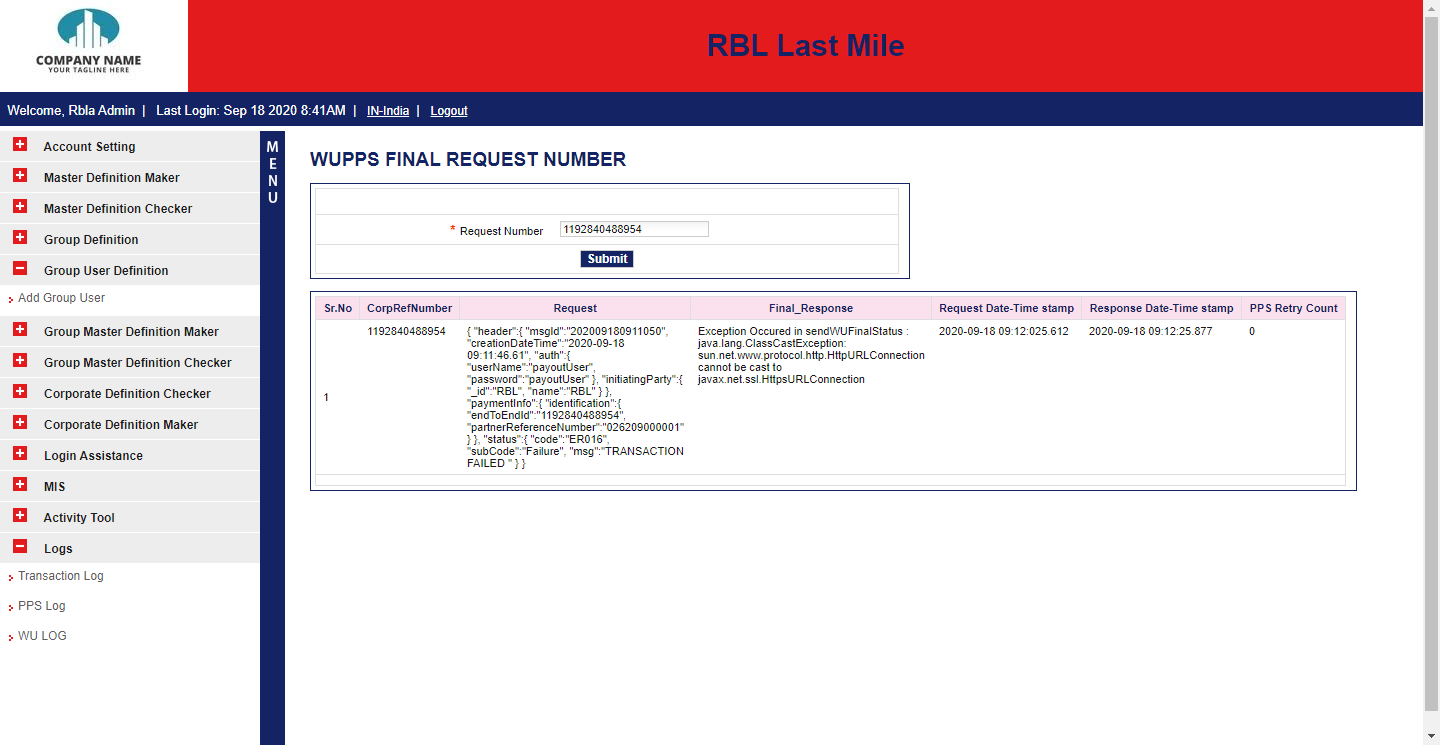 COMPANY NAME
YOUR TAGLINE HERE
RBL Last Mile
Welcome, Rbla Admin | Last Login: Sep 18 2020 8:41AM | IN-India | Logout
Account Setting
Master Definition Maker
Master Definition Checker
Group Definition
Group User Definition
Add Group User
Group Master Definition Maker
Group Master Definition Checker
Corporate Definition Checker
Corporate Definition Maker
Login Assistance
MIS
Activity Tool
Logs
Transaction Log
PPS Log
WU LOG
M
E
N
U
WUPPS FINAL REQUEST NUMBER
* Request Number 1192840488954
Submit
Sr.No CorpRefNumber Request Final_Response Request Date-Time stamp Response Date-Time stamp PPS Retry Count
1
1192840488954
{ "header":{ "msgId":"202009180911050",
"creationDateTime":"2020-09-18
09:11:46.61", "auth":{
"userName":"payoutUser",
"password":"payoutUser" }, "initiatingParty":{
"_id":"RBL", "name":"RBL" } },
"paymentInfo":{ "identification":{
"endToEndId":"1192840488954",
"partnerReferenceNumber":"026209000001"
} }, "status":{ "code":"ER016",
"subCode":"Failure", "msg":"TRANSACTION
FAILED " } }
Exception Occured in sendWUFinalStatus :
java.lang.ClassCastException:
sun.net.www.protocol.http.HttpURLConnection
cannot be cast to
javax.net.ssl.HttpsURLConnection
2020-09-18 09:12:025.612
2020-09-18 09:12:25.877
0